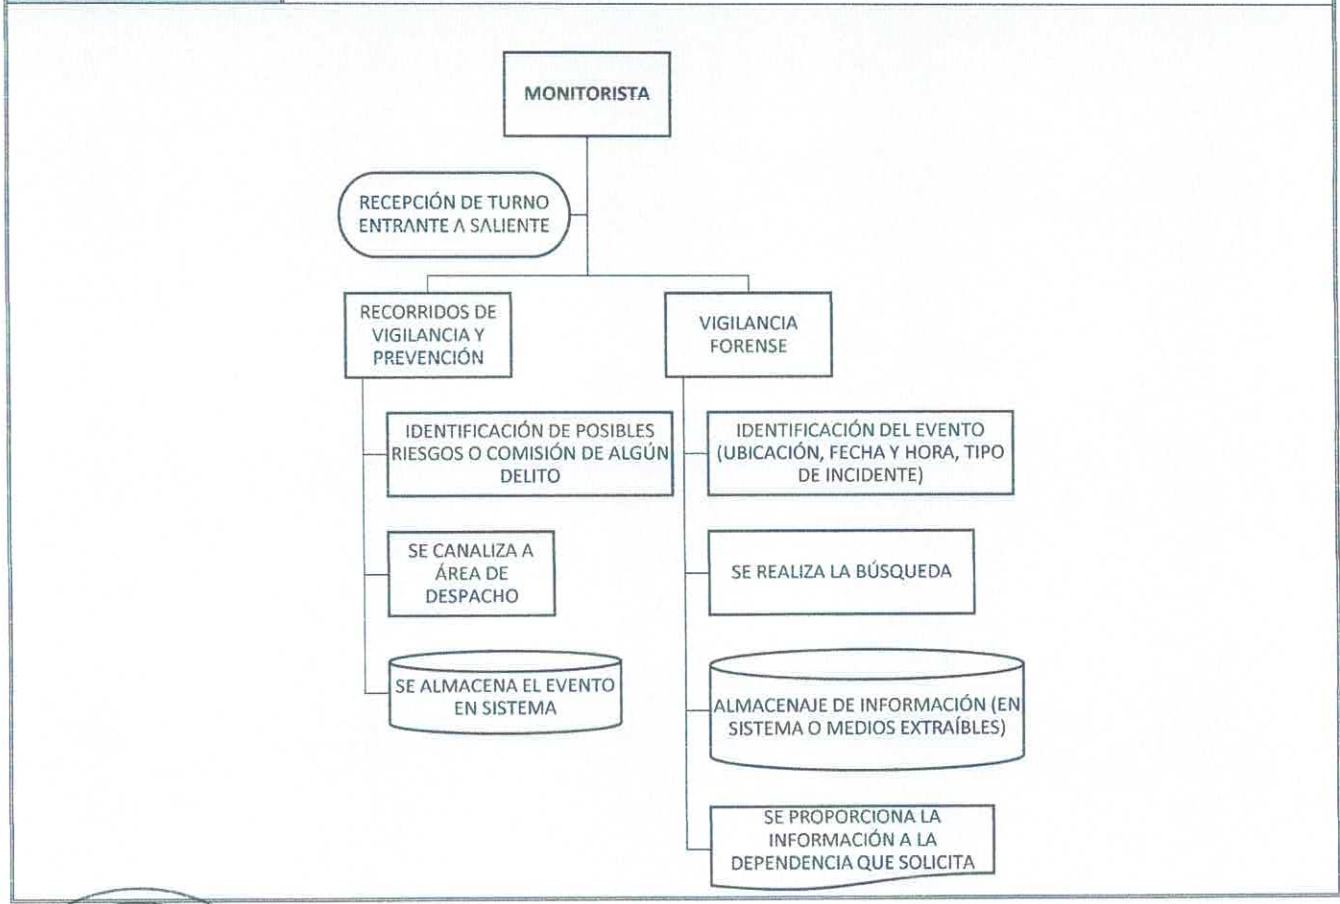 MONITORISTA
RECEPCIÓN DE TURNO
ENTRANTE A SALIENTE
RECORRIDOS DE
VIGILANCIA Y
PREVENCIÓN
IDENTIFICACIÓN DE POSIBLES
RIESGOS O COMISIÓN DE ALGÚN
DELITO
SE CANALIZA A
ÁREA DE
DESPACHO
SE ALMACENA EL EVENTO
EN SISTEMA
VIGILANCIA
FORENSE
IDENTIFICACIÓN DEL EVENTO
(UBICACIÓN, FECHA Y HORA, TIPO
DE INCIDENTE)
SE REALIZA LA BÚSQUEDA
ALMACENAJE DE INFORMACIÓN (EN
SISTEMA O MEDIOS EXTRAÍBLES)
SE PROPORCIONA LA
INFORMACIÓN A LA
DEPENDENCIA QUE SOLICITA